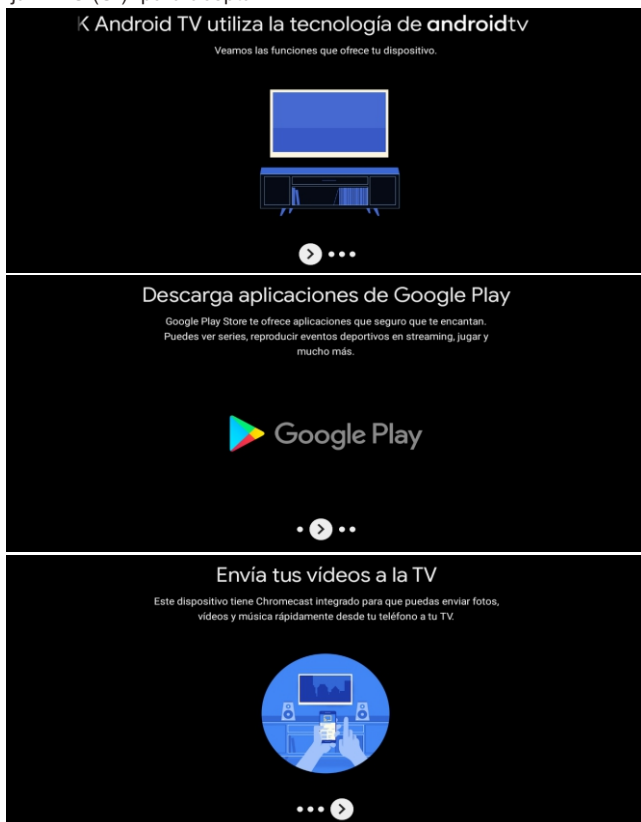 K Android TV utiliza la tecnología de androidtv
Veamos las funciones que ofrece tu dispositivo.
Descarga aplicaciones de Google Play
Google Play Store te ofrece aplicaciones que seguro que te encantan.
Puedes ver series, reproducir eventos deportivos en streaming, jugar y
mucho más.
Google Play
Envía tus vídeos a la TV
Este dispositivo tiene Chromecast integrado para que puedas enviar fotos,
vídeos y música rápidamente desde tu teléfono a tu TV.